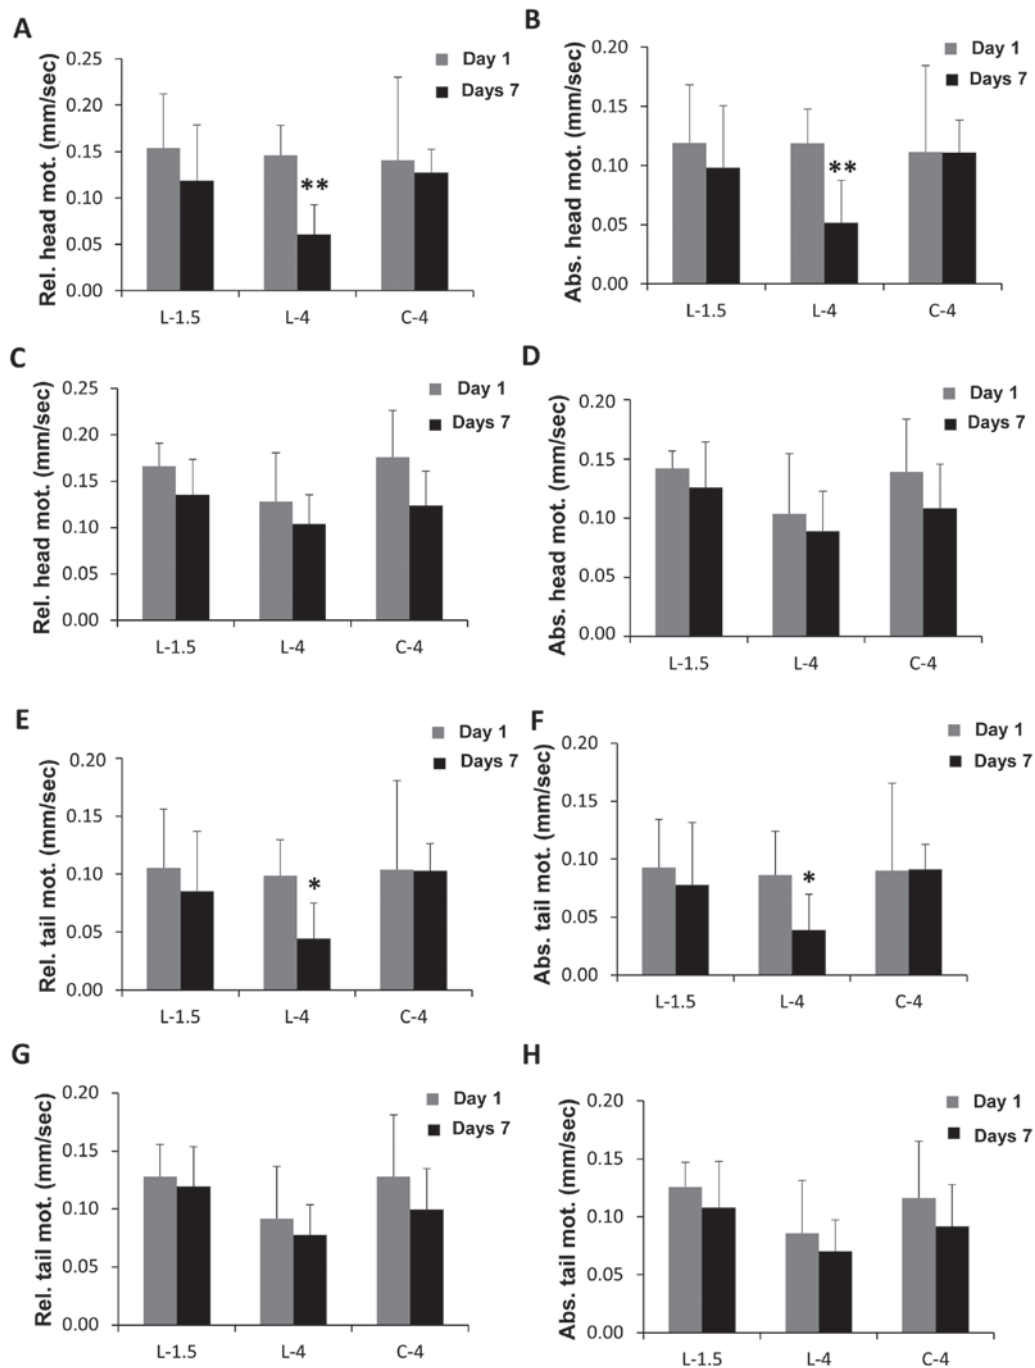 A
Rel. head mot. (mm/sec)
0.25
0.20
0.15
0.10
0.05
0.00
Day 1
Days 7
**
L-1.5 L-4 C-4
B
Abs. head mot. (mm/sec)
0.20
0.15
0.10
0.05
0.00
Day 1
Days 7
**
L-1.5 L-4 C-4
C
Rel. head mot. (mm/sec)
0.25
0.20
0.15
0.10
0.05
0.00
Day 1
Days 7
L-1.5 L-4 C-4
D
Abs. head mot. (mm/sec)
0.20
0.15
0.10
0.05
0.00
Day 1
Days 7
L-1.5 L-4 C-4
E
Rel. tail mot. (mm/sec)
0.20
0.15
0.10
0.05
0.00
Day 1
Days 7
*
L-1.5 L-4 C-4
F
Abs. tail mot. (mm/sec)
0.20
0.15
0.10
0.05
0.00
Day 1
Days 7
*
L-1.5 L-4 C-4
G
Rel. tail mot. (mm/sec)
0.20
0.15
0.10
0.05
0.00
Day 1
Days 7
L-1.5 L-4 C-4
H
Abs. tail mot. (mm/sec)
0.20
0.15
0.10
0.05
0.00
Day 1
Days 7
L-1.5 L-4 C-4